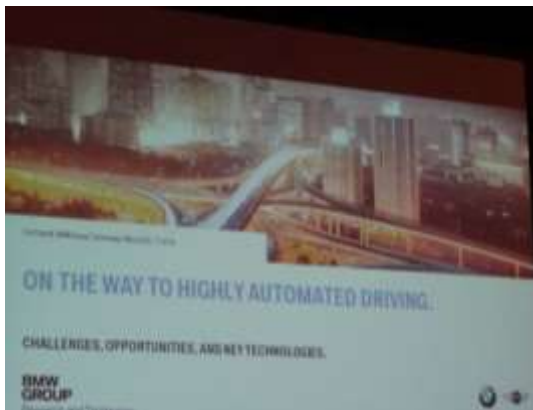 ON THE WAY TO HIGHLY AUTOMATED DRIVING.
CHALLENGES, OPPORTUNITIES, AND KEY TECHNOLOGIES.
BMW
GROUP